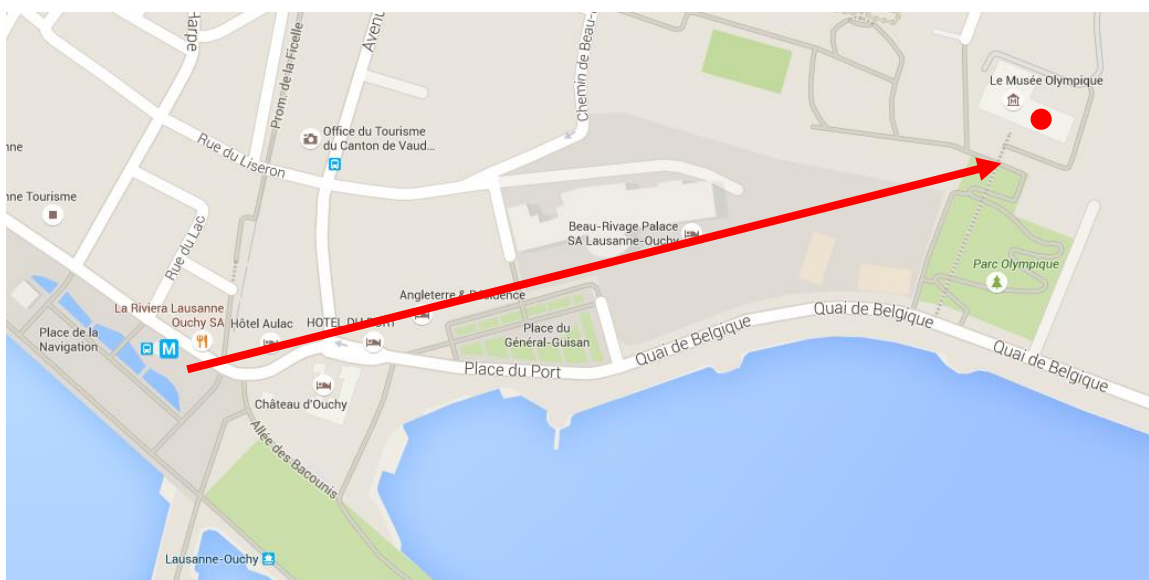 Harpe
Prom. de la Ficelle
Avenu
Chemin de Beau-
Le Musée Olympique
Office du Tourisme
du Canton de Vaud...
Rue du Liseron
nne
nne Tourisme
Rue du Lac
Beau-Rivage Palace
SA Lausanne-Ouchy
Parc Olympique
La Riviera Lausanne
Ouchy SA
Angleterre & Résidence
Hôtel Aulac
HOTEL DU PORT
Place de la
Navigation
M
Place du
Général-Guisan
Quai de Belgique
Quai de Belgique
Quai de Belgique
Place du Port
Château d'Ouchy
Allée des Bacounis
Lausanne-Ouchy